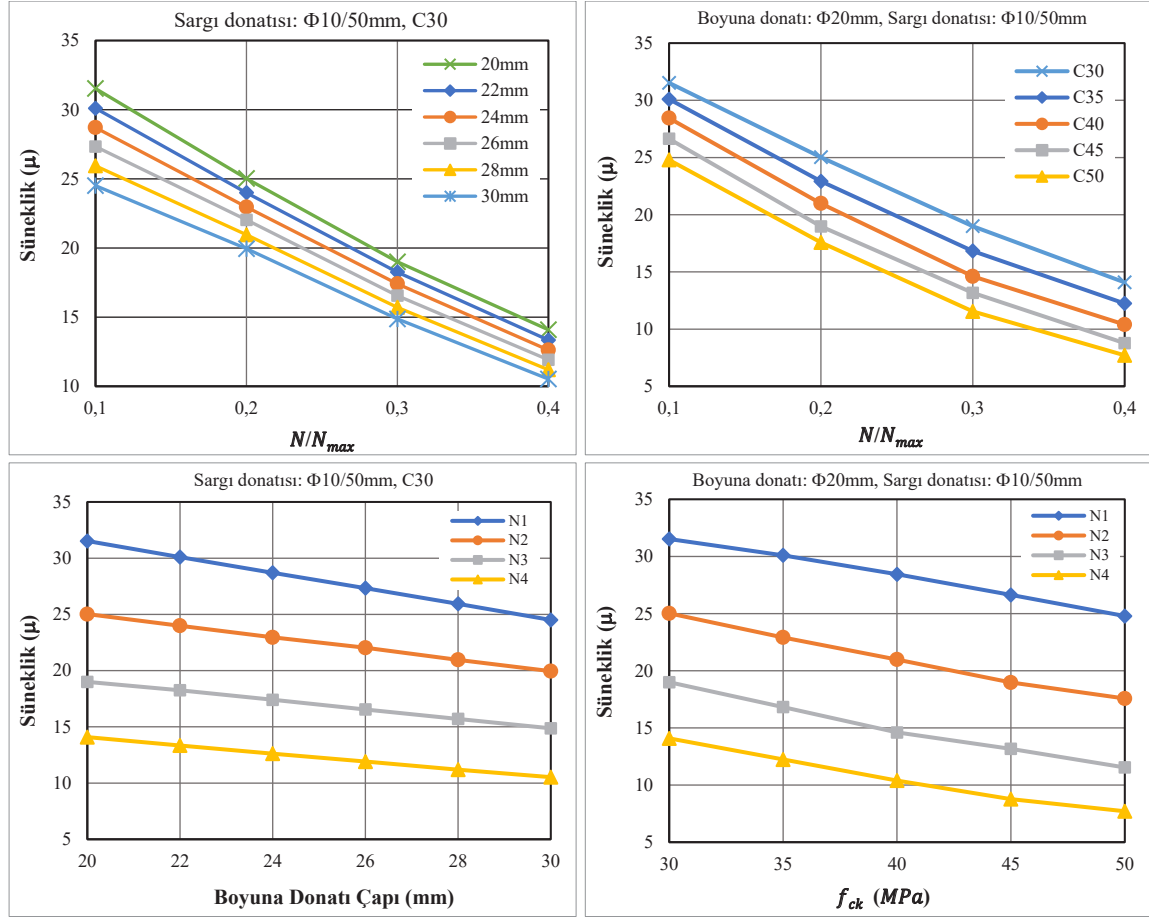 Sargı donatısı: Φ10/50mm, C30
Süneklik (μ)
35
30
25
20
15
10
0,1
0,2
0,3
0,4
N/Nmax
20mm
22mm
24mm
26mm
28mm
30mm
Boyuna donatı: Φ20mm, Sargı donatısı: Φ10/50mm
Süneklik (μ)
35
30
25
20
15
10
5
0,1
0,2
0,3
0,4
N/Nmax
C30
C35
C40
C45
C50
Sargı donatısı: Φ10/50mm, C30
Süneklik (μ)
35
30
25
20
15
10
5
20
22
24
26
28
30
Boyuna Donatı Çapı (mm)
N1
N2
N3
N4
Boyuna donatı: Φ20mm, Sargı donatısı: Φ10/50mm
Süneklik (μ)
35
30
25
20
15
10
5
30
35
40
45
50
fck (MPa)
N1
N2
N3
N4